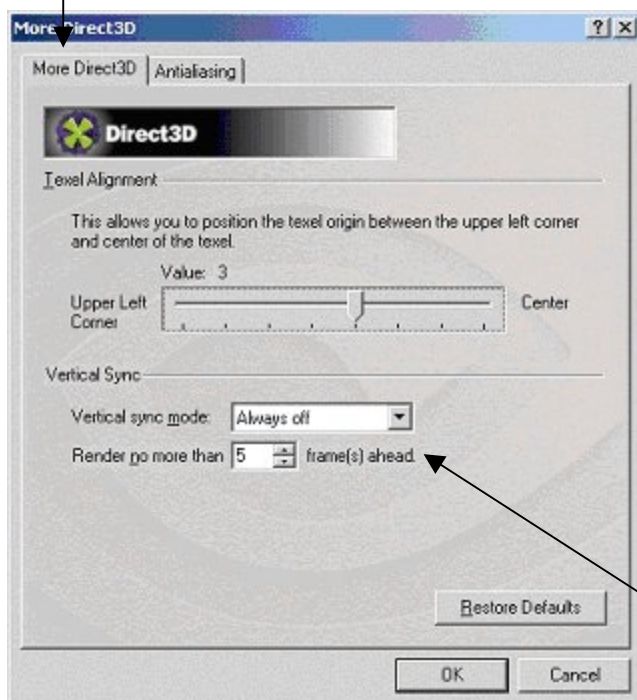 More Direct3D
More Direct3D Antialiasing
Direct3D
Texel Alignment
This allows you to position the texel origin between the upper left corner
and center of the texel.
Value: 3
Upper Left Corner
Center
Vertical Sync
Vertical sync mode: Always off
Render no more than 5 frame(s) ahead.
Restore Defaults
OK Cancel